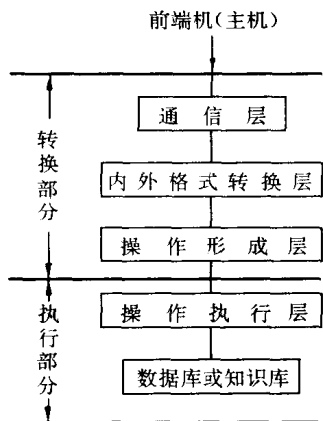 前端机(主机)
通信层
内外格式转换层
操作形成层
转换部分
操作执行层
数据库或知识库
执行部分